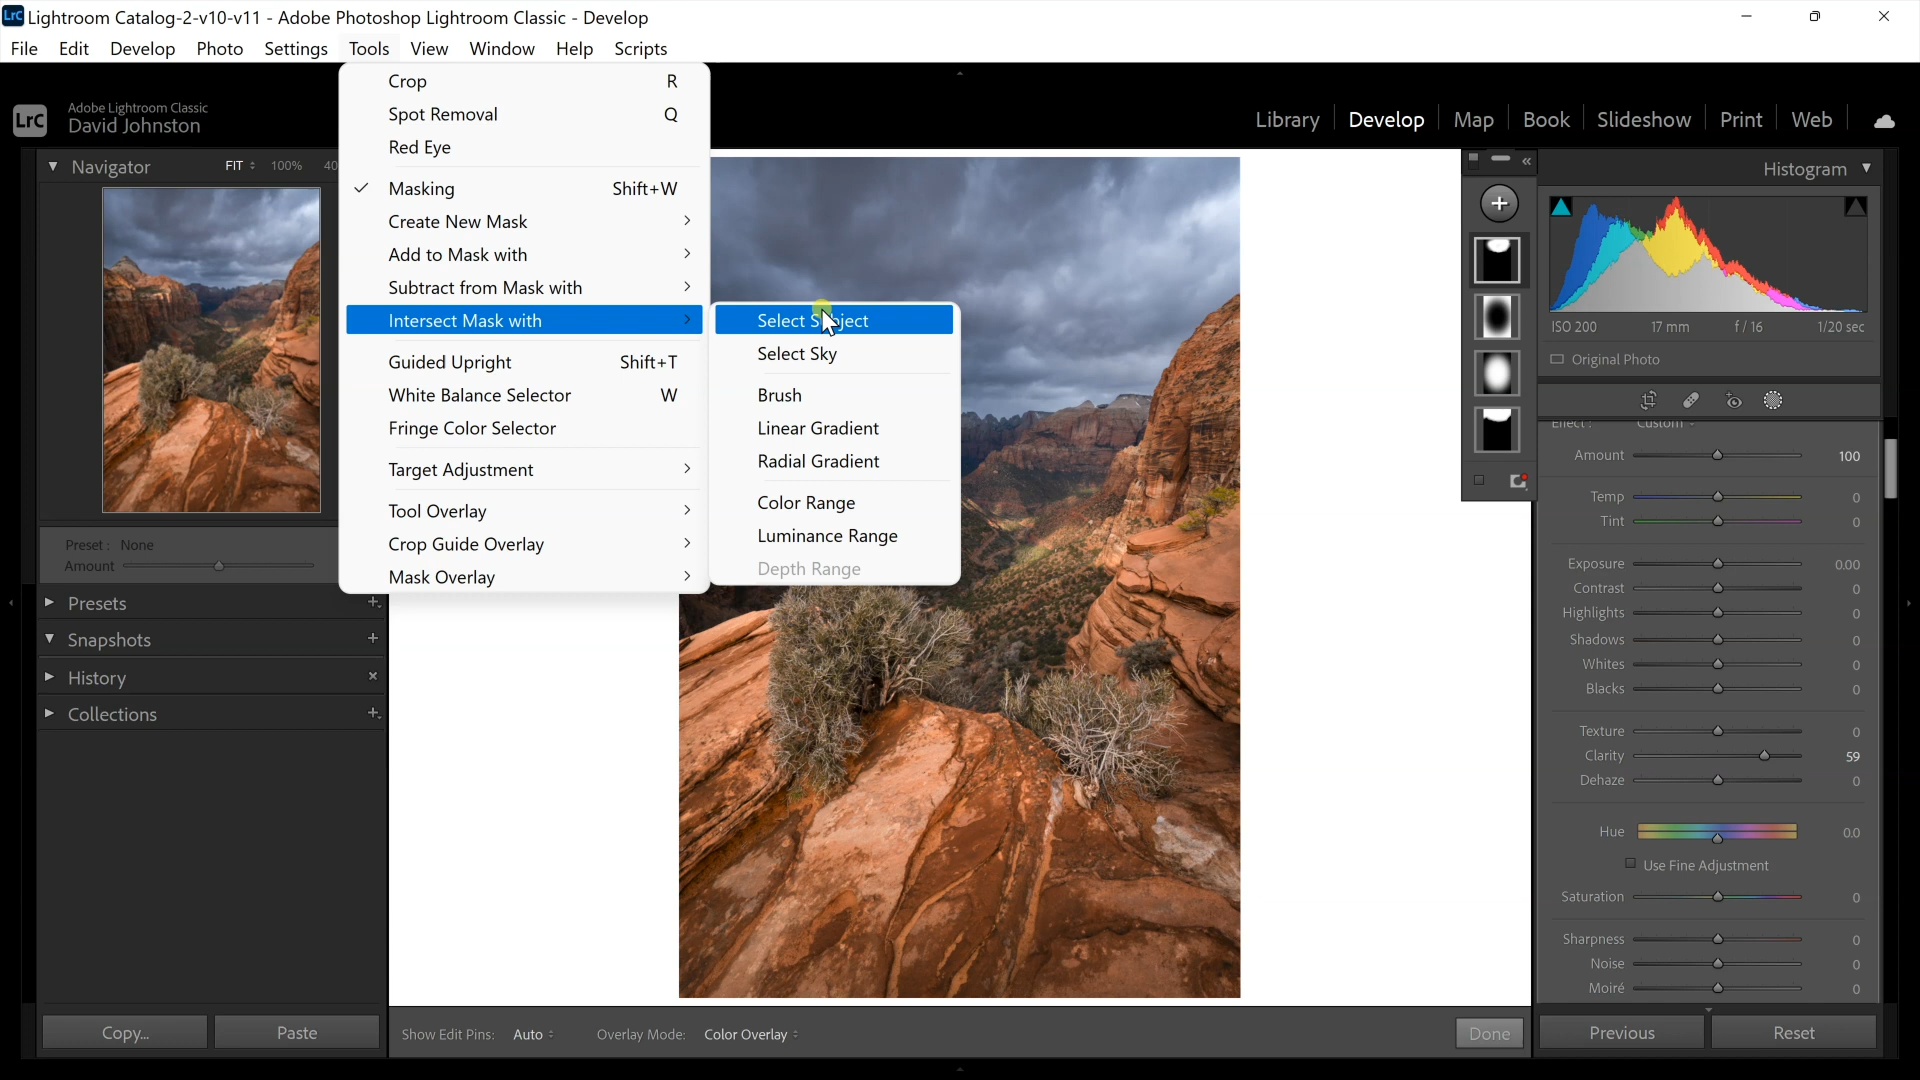 LrC Lightroom Catalog-2-v10-v11 - Adobe Photoshop Lightroom Classic - Develop
File Edit Develop Photo Settings Tools View Window Help Scripts
LrC Adobe Lightroom Classic
David Johnston
Library Develop Map Book Slideshow Print Web
Navigator FIT 100%
Crop R
Spot Removal Q
Red Eye
Masking Shift+W
Create New Mask
Add to Mask with
Subtract from Mask with
Intersect Mask with
Guided Upright Shift+T
White Balance Selector W
Fringe Color Selector
Target Adjustment
Tool Overlay
Crop Guide Overlay
Mask Overlay
Select Subject
Select Sky
Brush
Linear Gradient
Radial Gradient
Color Range
Luminance Range
Depth Range
Preset: None
Amount
Presets
Snapshots
History
Collections
Copy... Paste
Show Edit Pins: Auto Overlay Mode: Color Overlay Done
Histogram
ISO 200 17 mm f / 16 1/20 sec
Original Photo
Effect: Custom
Amount 100
Temp 0
Tint 0
Exposure 0.00
Contrast 0
Highlights 0
Shadows 0
Whites 0
Blacks 0
Texture 0
Clarity 59
Dehaze 0
Hue 0.0
Use Fine Adjustment
Saturation 0
Sharpness 0
Noise 0
Moiré 0
Previous Reset